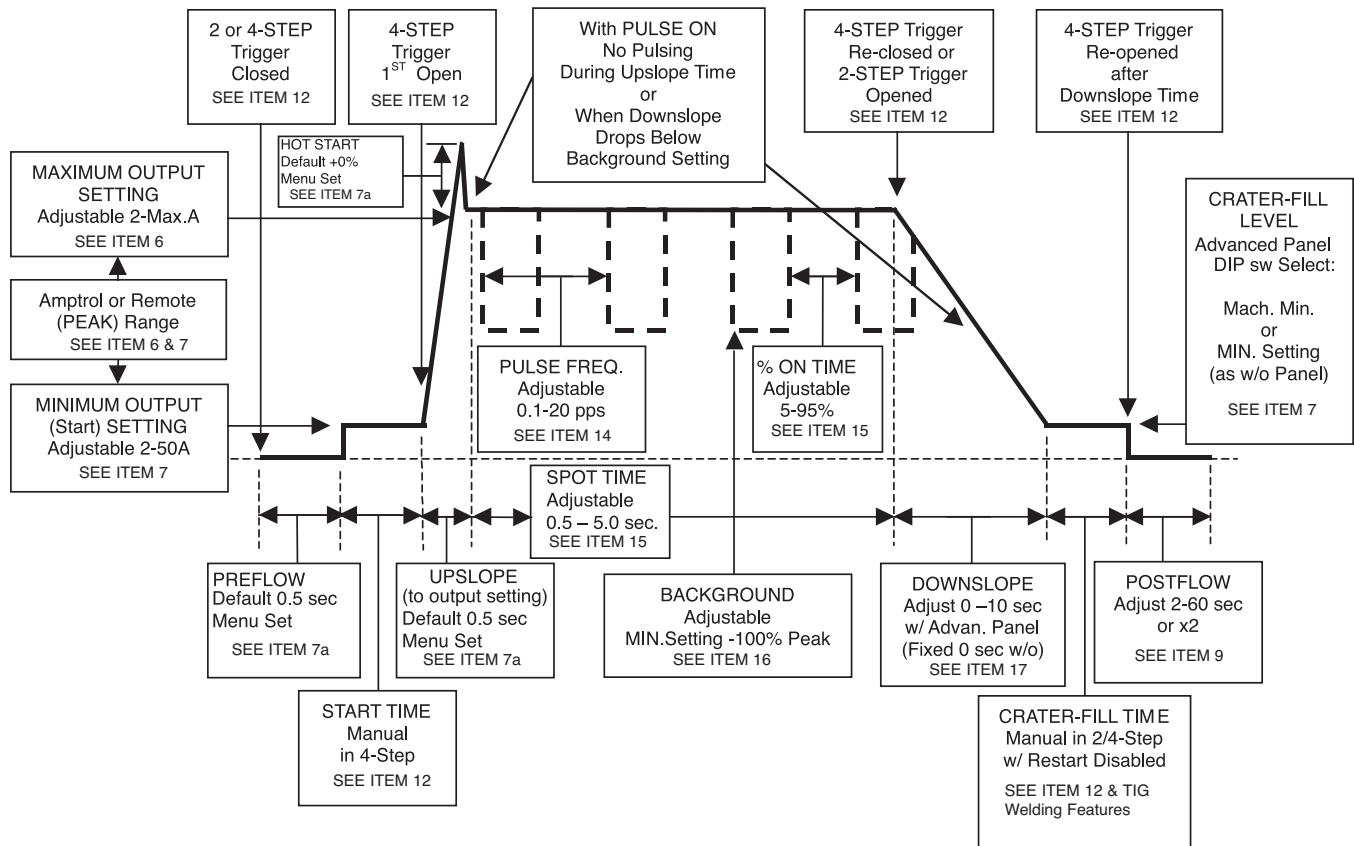 2 or 4-STEP
Trigger
Closed
SEE ITEM 12
4-STEP
Trigger
1ST Open
SEE ITEM 12
With PULSE ON
No Pulsing
During Upslope Time
or
When Downslope
Drops Below
Background Setting
4-STEP Trigger
Re-closed or
2-STEP Trigger
Opened
SEE ITEM 12
4-STEP Trigger
Re-opened
after
Downslope Time
SEE ITEM 12
HOT START
Default +0%
Menu Set
SEE ITEM 7a
MAXIMUM OUTPUT
SETTING
Adjustable 2-Max.A
SEE ITEM 6
Amptrol or Remote
(PEAK) Range
SEE ITEM 6 & 7
MINIMUM OUTPUT
(Start) SETTING
Adjustable 2-50A
SEE ITEM 7
CRATER-FILL
LEVEL
Advanced Panel
DIP sw Select:
Mach. Min.
or
MIN. Setting
(as w/o Panel)
SEE ITEM 7
PULSE FREQ.
Adjustable
0.1-20 pps
SEE ITEM 14
% ON TIME
Adjustable
5-95%
SEE ITEM 15
SPOT TIME
Adjustable
0.5 – 5.0 sec.
SEE ITEM 15
PREFLOW
Default 0.5 sec
Menu Set
SEE ITEM 7a
UPSLOPE
(to output setting)
Default 0.5 sec
Menu Set
SEE ITEM 7a
BACKGROUND
Adjustable
MIN.Setting -100% Peak
SEE ITEM 16
DOWNSLOPE
Adjust 0 –10 sec
w/ Advan. Panel
(Fixed 0 sec w/o)
SEE ITEM 17
POSTFLOW
Adjust 2-60 sec
or x2
SEE ITEM 9
START TIME
Manual
in 4-Step
SEE ITEM 12
CRATER-FILL TIME
Manual in 2/4-Step
w/ Restart Disabled
SEE ITEM 12 & TIG
Welding Features